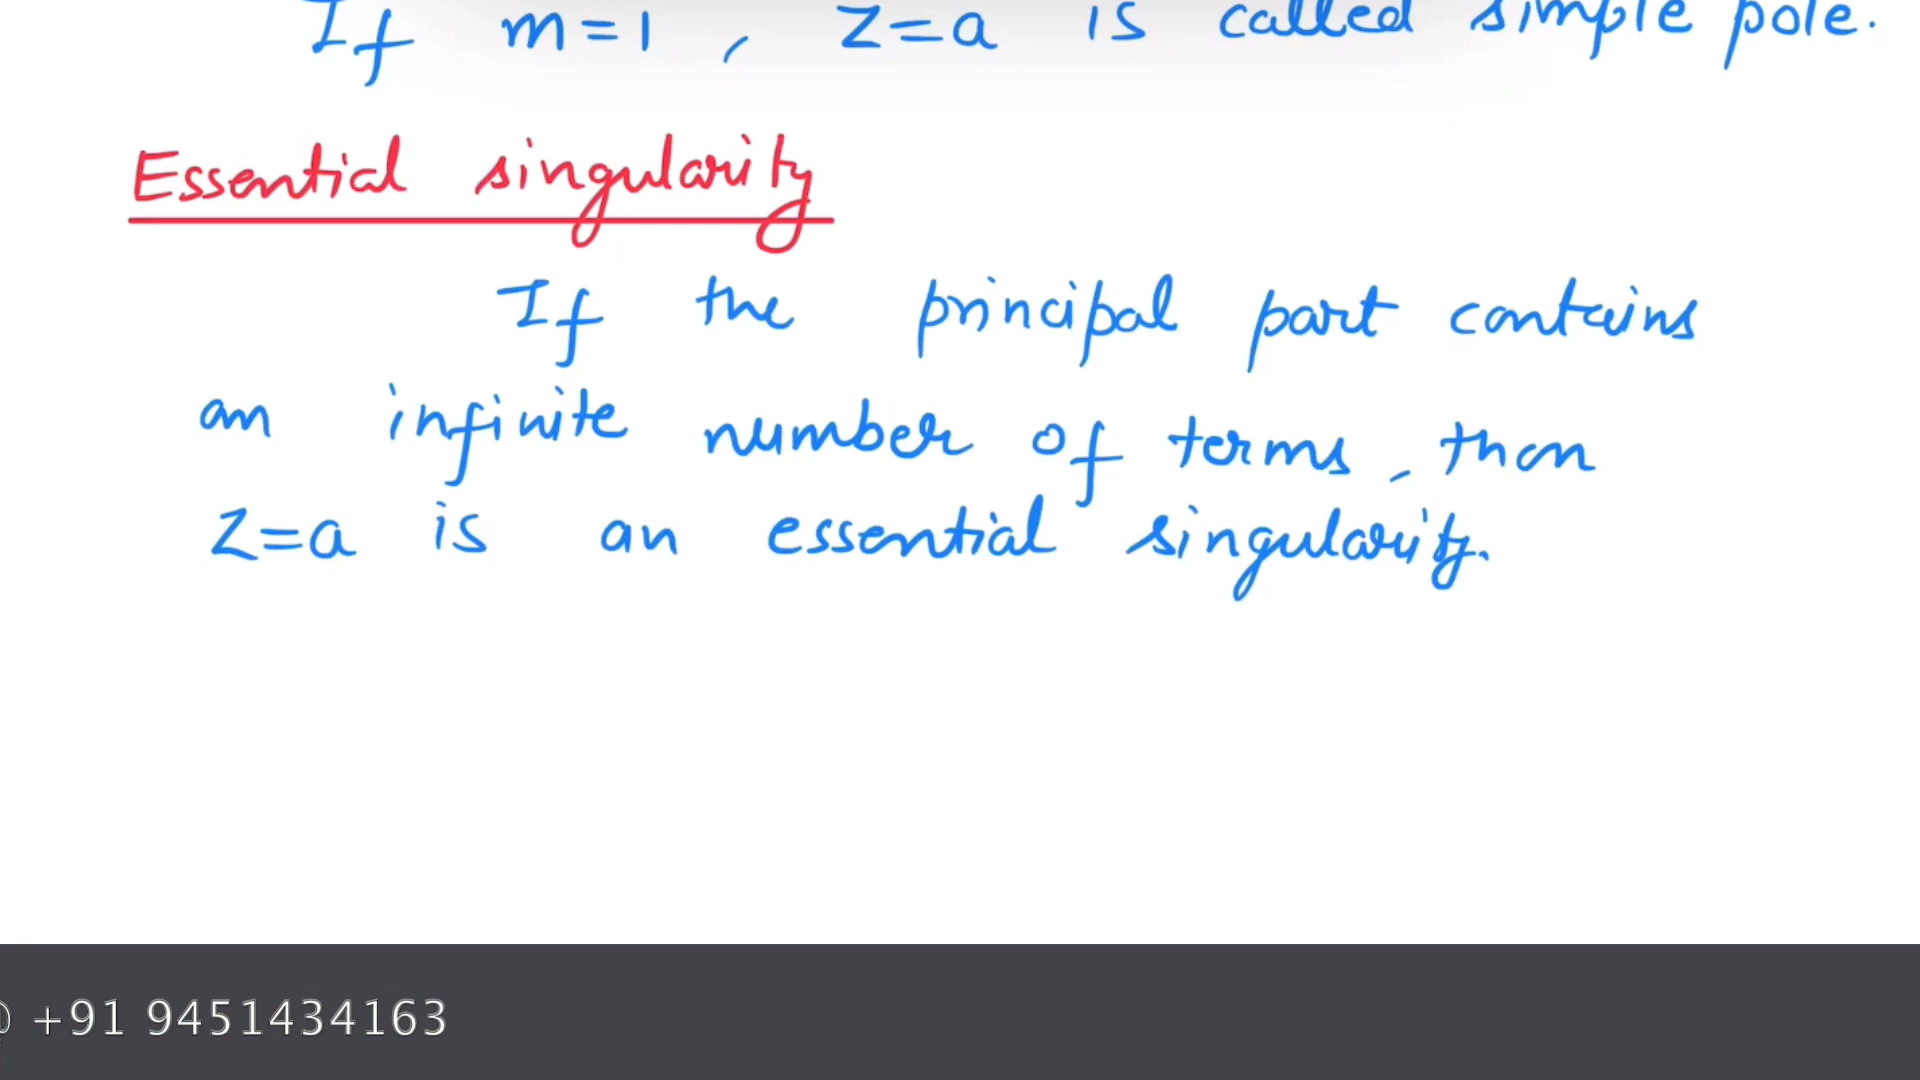 If m=1, z=a is called simple pole.
Essential singularity
If the principal part contains
an infinite number of terms, then
z=a is an essential singularity.
+91 9451434163